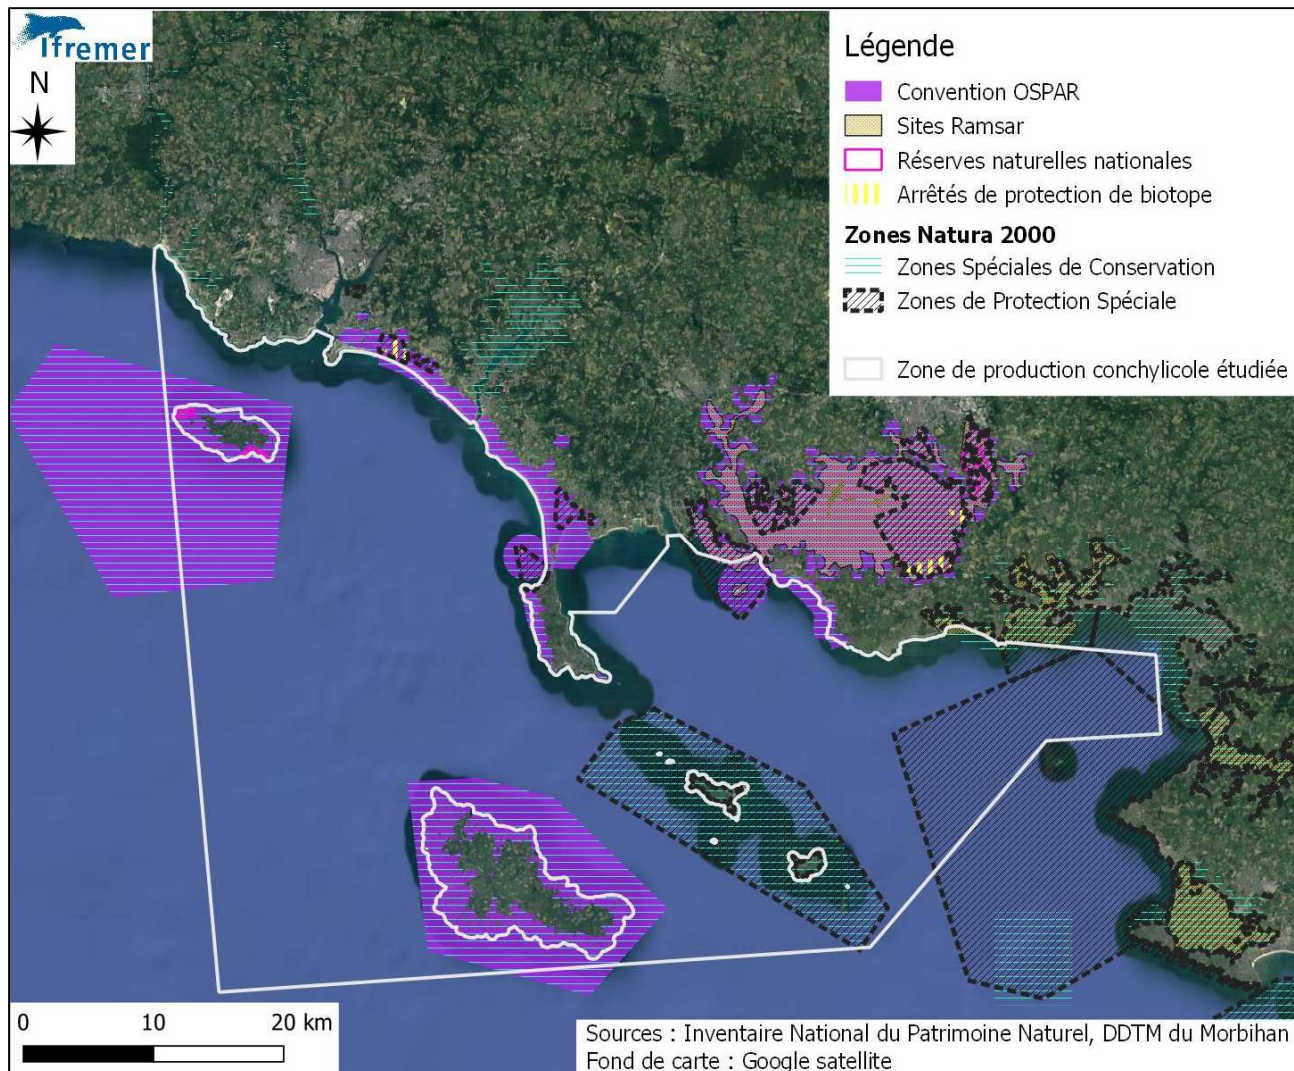 Ifremer
N
Légende
Convention OSPAR
Sites Ramsar
Réserves naturelles nationales
Arrêtés de protection de biotope
Zones Natura 2000
Zones Spéciales de Conservation
Zones de Protection Spéciale
Zone de production conchylicole étudiée
0 10 20 km
Sources : Inventaire National du Patrimoine Naturel, DDTM du Morbihan
Fond de carte : Google satellite